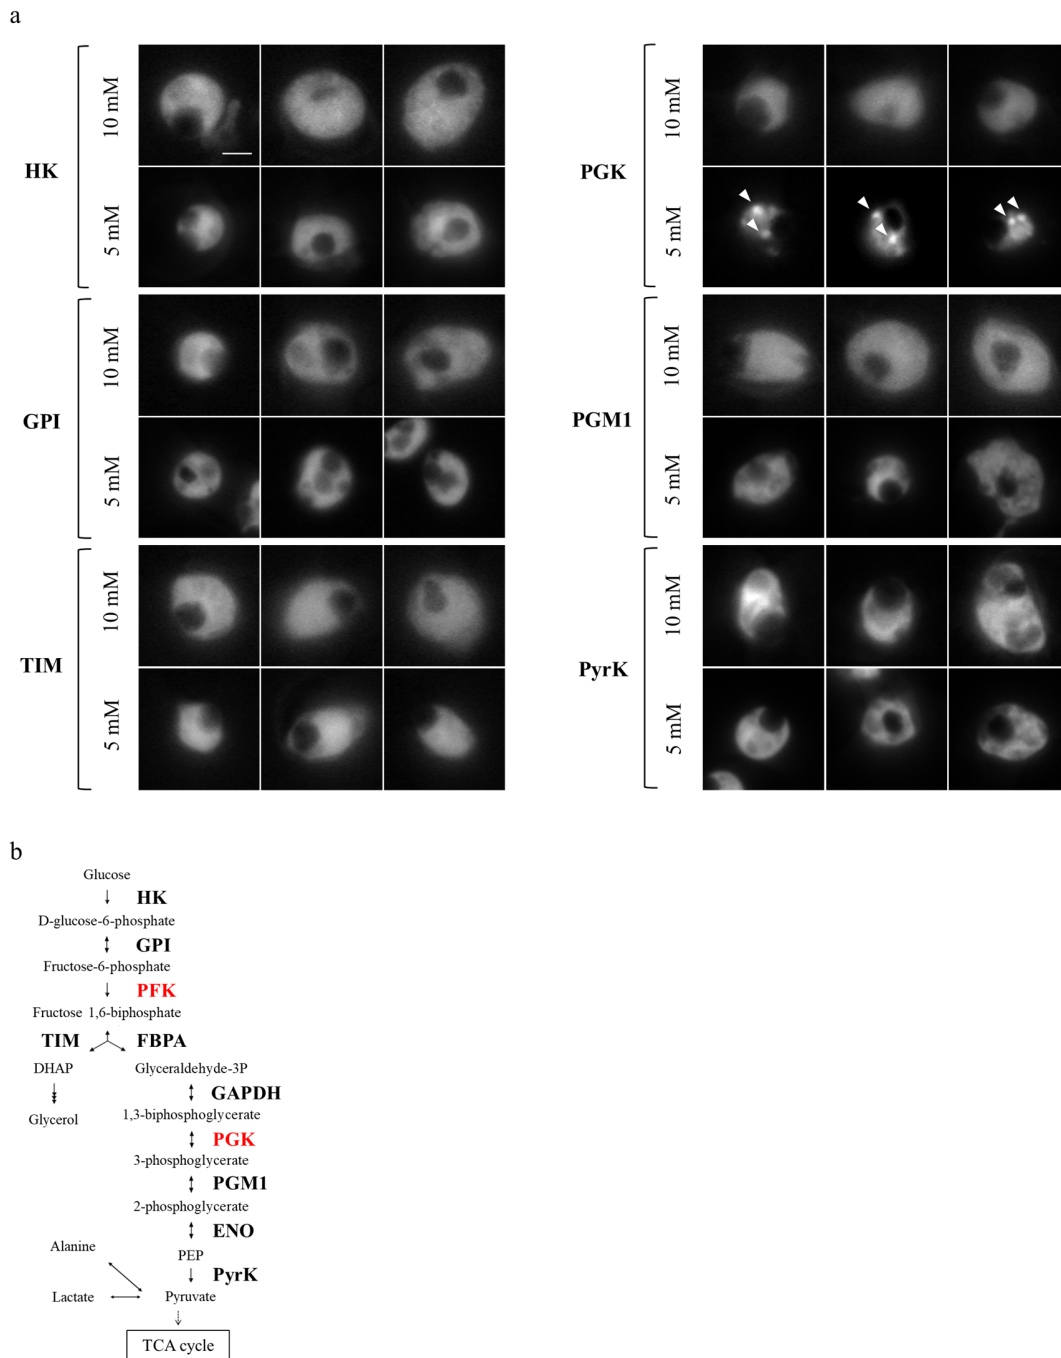 a
HK
10 mM
5 mM
GPI
10 mM
5 mM
TIM
10 mM
5 mM
PGK
10 mM
5 mM
PGM1
10 mM
5 mM
PyrK
10 mM
5 mM
b
Glucose
HK
D-glucose-6-phosphate
GPI
Fructose-6-phosphate
PFK
Fructose 1,6-biphosphate
TIM FBPA
DHAP Glyceraldehyde-3P
GAPDH
Glycerol 1,3-biphosphoglycerate
PGK
3-phosphoglycerate
PGM1
2-phosphoglycerate
ENO
Alanine
PEP
PyrK
Lactate Pyruvate
TCA cycle